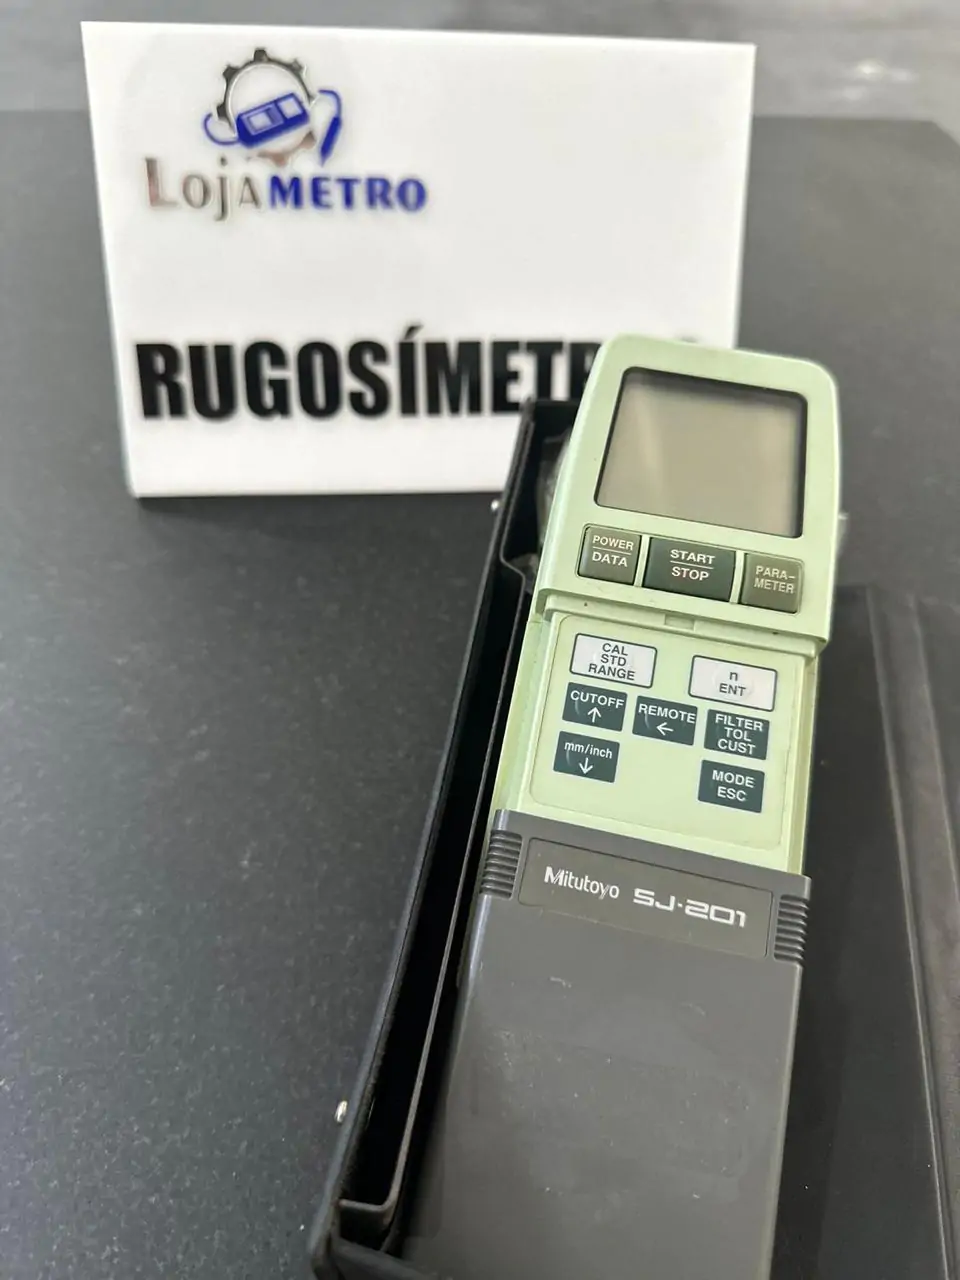 LOJAMETRO
RUGOSÍMETR
POWER
DATA
START
STOP
PARA-
METER
CAL
STD
RANGE
n
ENT
CUTOFF
↑
REMOTE
←
FILTER
TOL
CUST
mm/inch
↓
MODE
ESC
Mitutoyo SJ-201